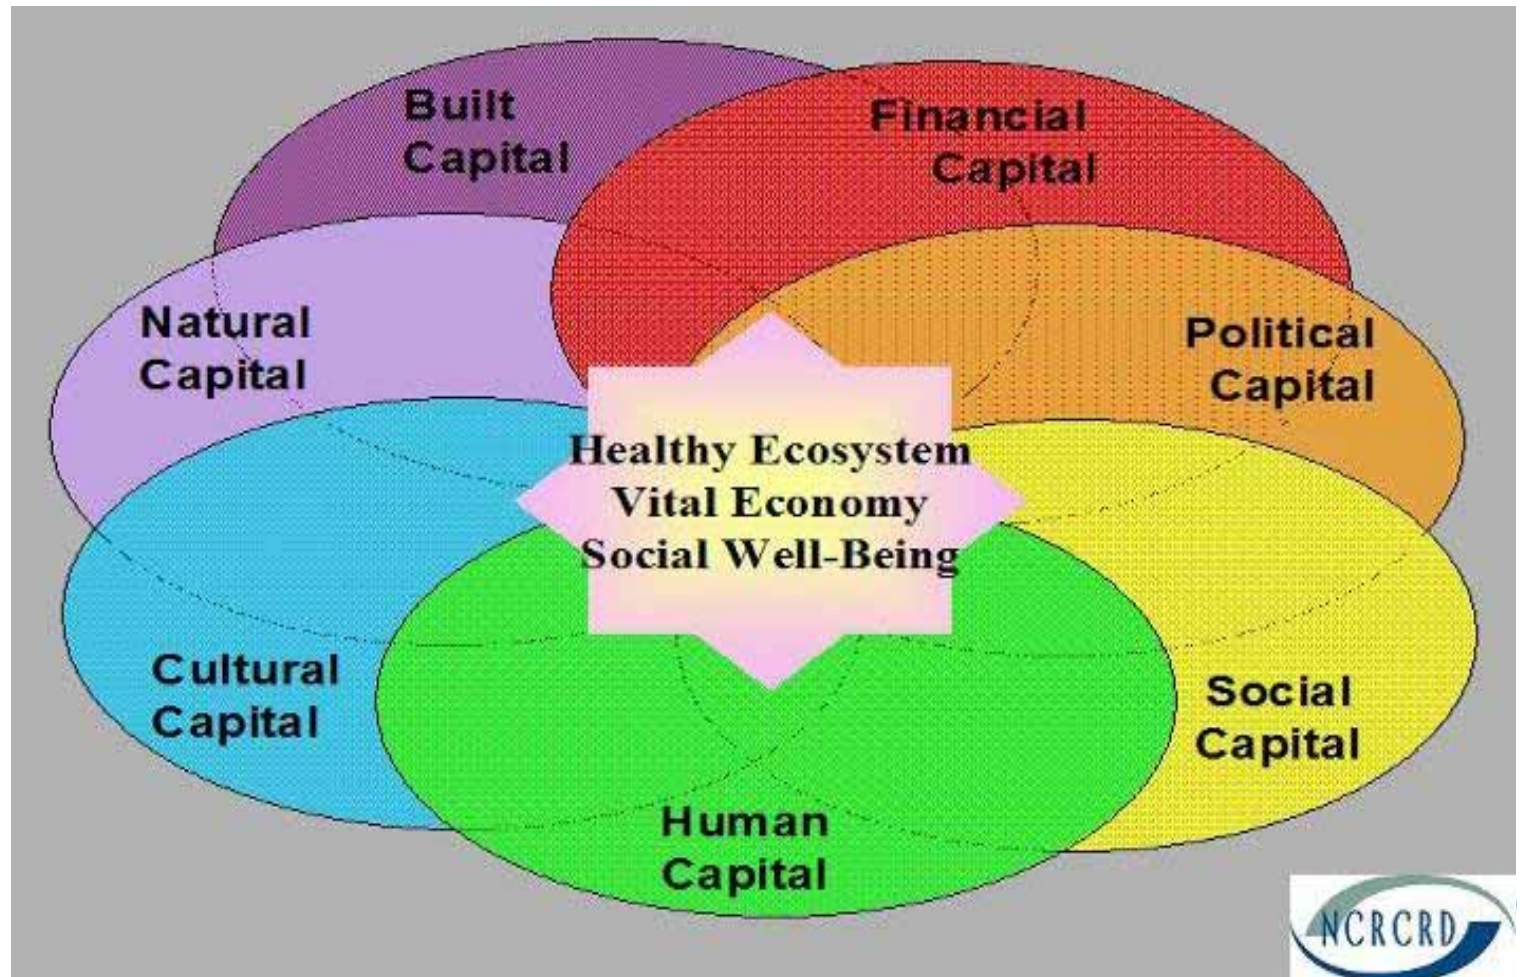 Built
Capital
Financial
Capital
Natural
Capital
Political
Capital
Healthy Ecosystem
Vital Economy
Social Well-Being
Cultural
Capital
Social
Capital
Human
Capital
NCRCRD